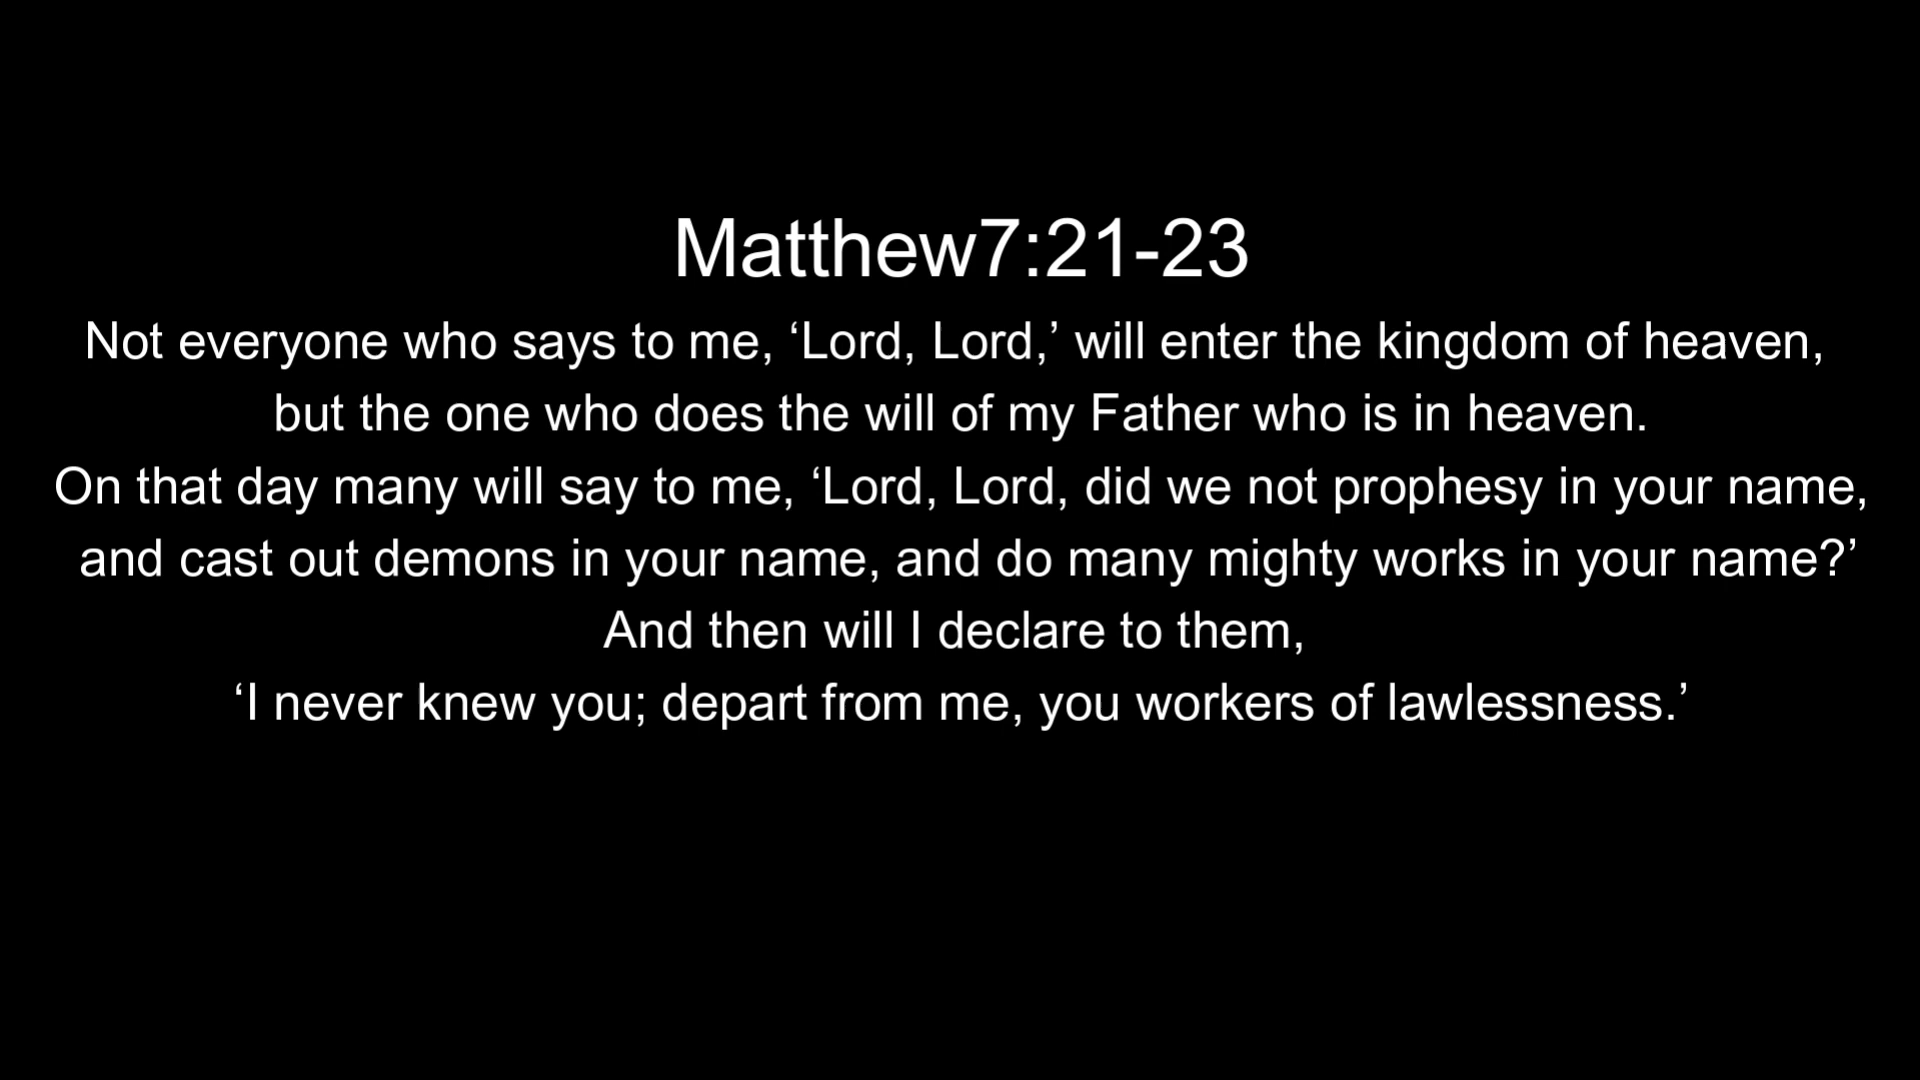 Matthew7:21-23
Not everyone who says to me, ‘Lord, Lord,’ will enter the kingdom of heaven,
but the one who does the will of my Father who is in heaven.
On that day many will say to me, ‘Lord, Lord, did we not prophesy in your name,
and cast out demons in your name, and do many mighty works in your name?’
And then will I declare to them,
‘I never knew you; depart from me, you workers of lawlessness.’